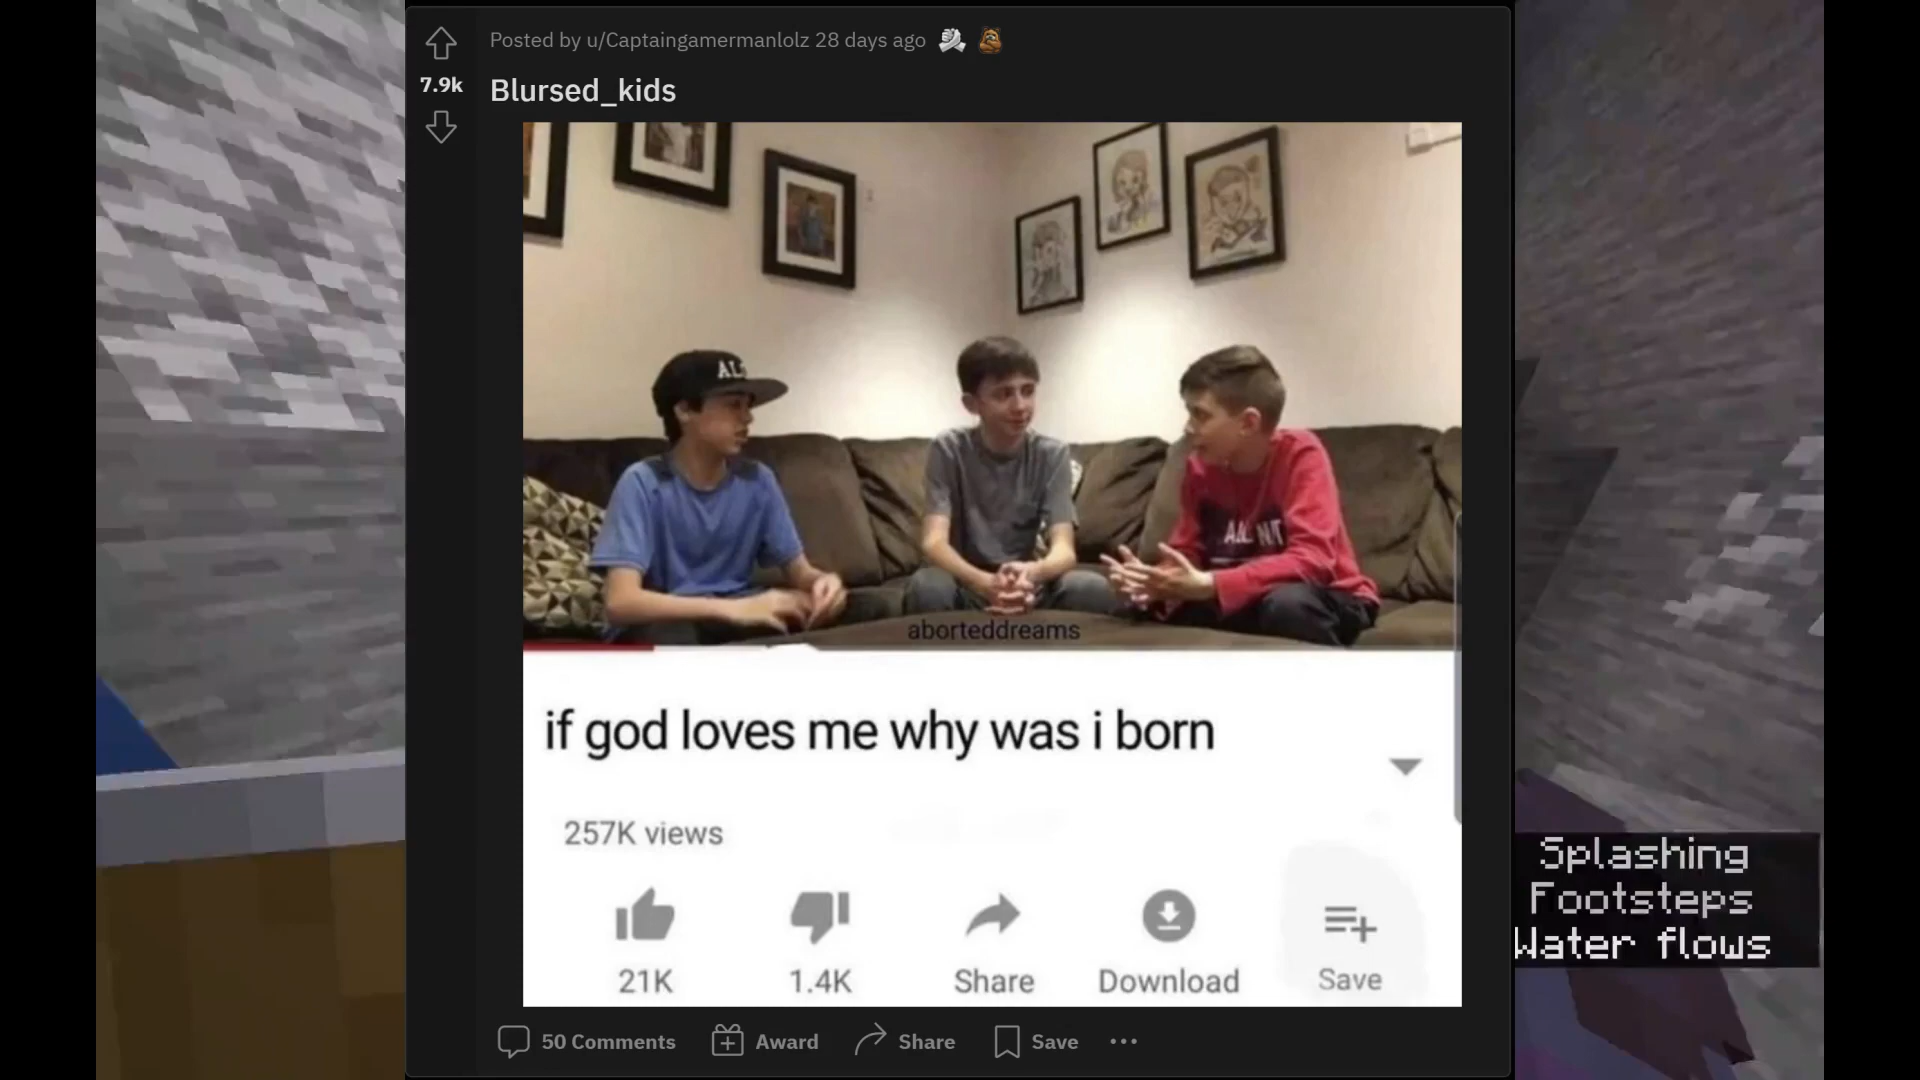 Posted by u/Captaingamermanlolz 28 days ago
7.9k
Blursed_kids
aborteddreams
if god loves me why was i born
257K views
21K
1.4K
Share
Download
Save
50 Comments
Award
Share
Save
Splashing
Footsteps
Water flows